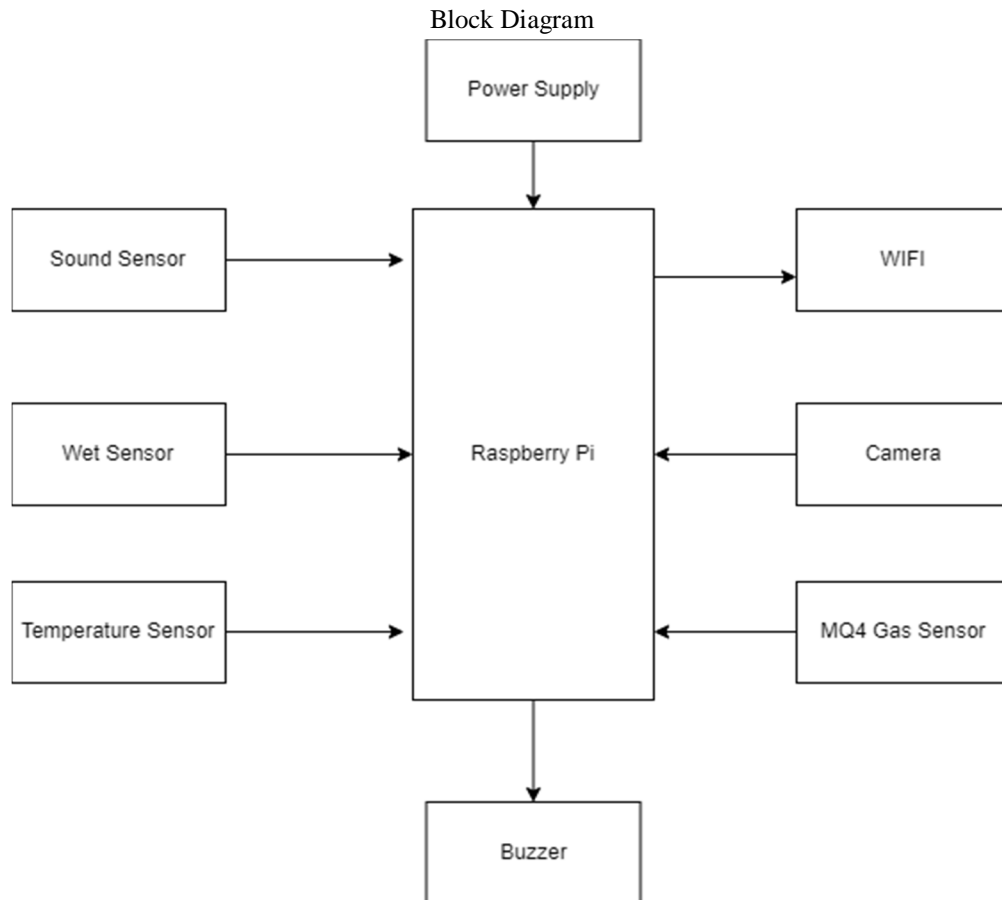 Block Diagram
Power Supply
Sound Sensor
WIFI
Wet Sensor
Raspberry Pi
Camera
Temperature Sensor
MQ4 Gas Sensor
Buzzer